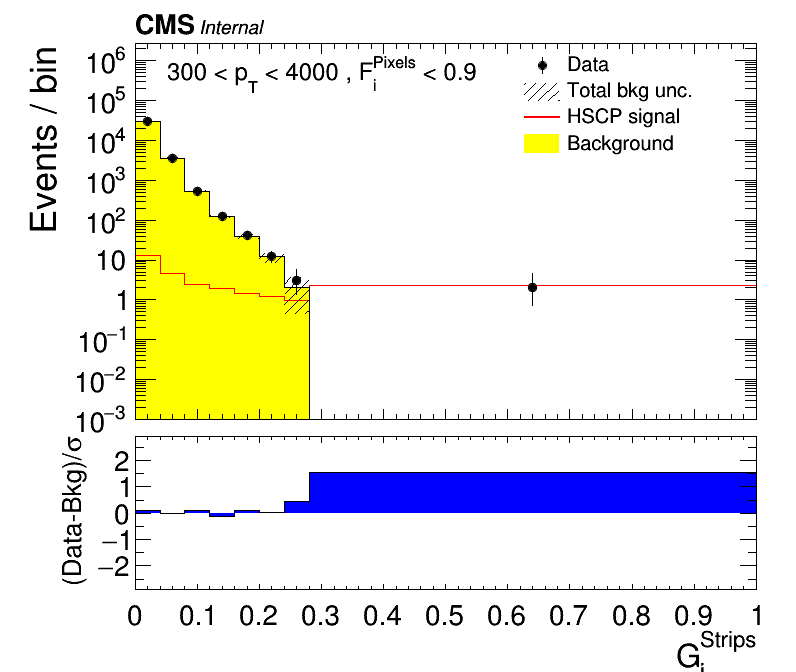 CMS Internal
Events / bin
300 < p_T < 4000 , F_i^Pixels < 0.9
Data
Total bkg unc.
HSCP signal
Background
10^6
10^5
10^4
10^3
10^2
10
1
10^−1
10^−2
10^−3
(Data-Bkg)/σ
2
1
0
−1
−2
0 0.1 0.2 0.3 0.4 0.5 0.6 0.7 0.8 0.9 1
G_i^Strips